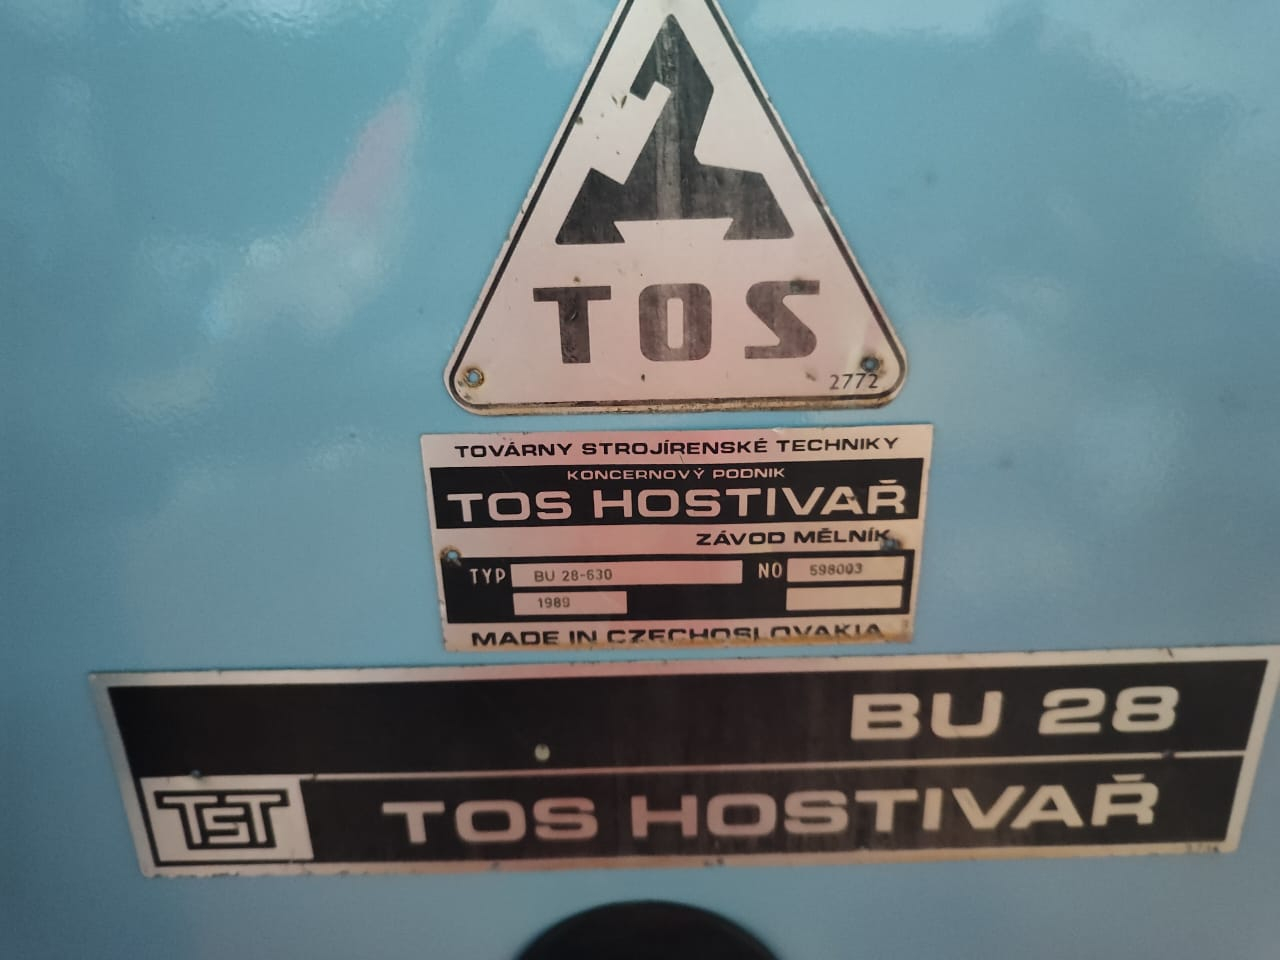 TOS
2772
TOVÁRNY STROJÍRENSKÉ TECHNIKY
KONCERNOVÝ PODNIK
TOS HOSTIVAŘ
ZÁVOD MĚLNÍK
TYP BU 28-630 NO 598003
1989
MADE IN CZECHOSLOVAKIA
BU 28
TST TOS HOSTIVAŘ